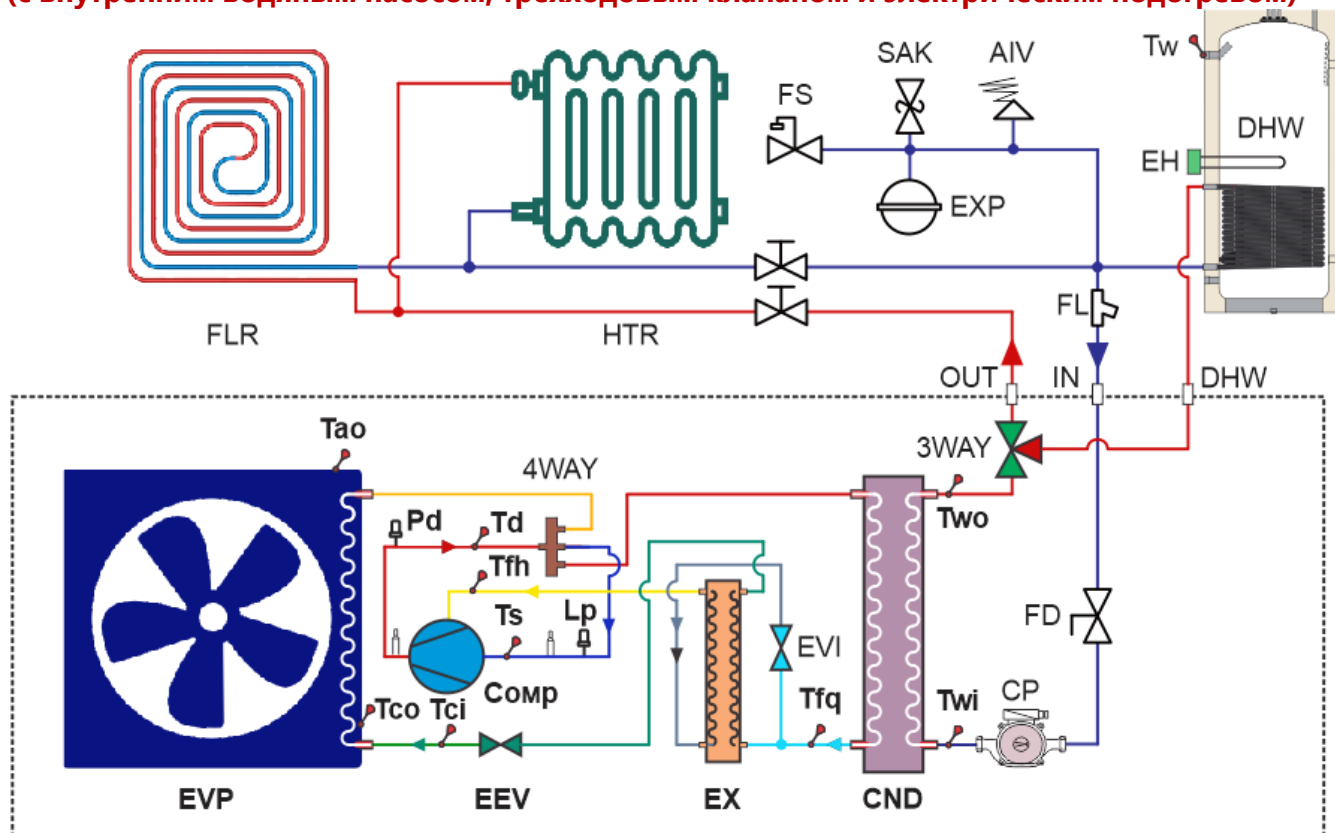 (с внутренним водяным насосом, трехходовым клапаном и электрическим подогревом)
SAK
AIV
Tw
FS
DHW
EH
EXP
FL
FLR
HTR
OUT
IN
DHW
Tao
4WAY
3WAY
Pd
Td
Two
Tfh
Ts
Lp
FD
EVI
Tco
Tci
Comp
Tfq
Twi
CP
EVP
EEV
EX
CND